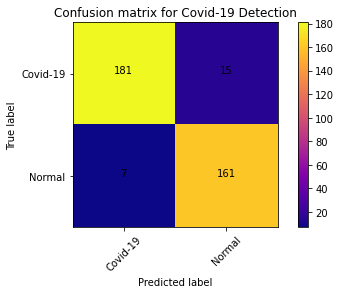 Confusion matrix for Covid-19 Detection
True label
Covid-19
Normal
181
15
7
161
Covid-19
Normal
Predicted label
180
160
140
120
100
80
60
40
20